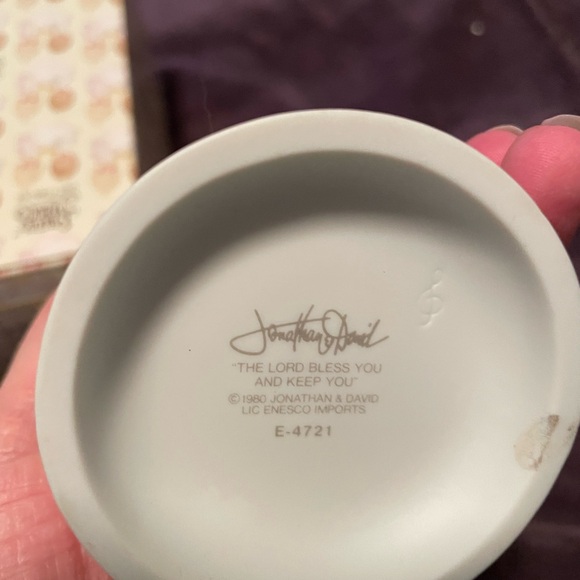 Jonathan & David
"THE LORD BLESS YOU
AND KEEP YOU"
© 1980 JONATHAN & DAVID
LIC ENESCO IMPORTS
E-4721